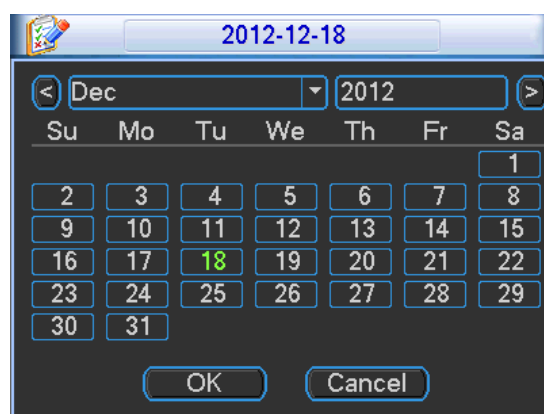 2012-12-18
< Dec 2012 >
Su Mo Tu We Th Fr Sa
1
2 3 4 5 6 7 8
9 10 11 12 13 14 15
16 17 18 19 20 21 22
23 24 25 26 27 28 29
30 31
OK Cancel